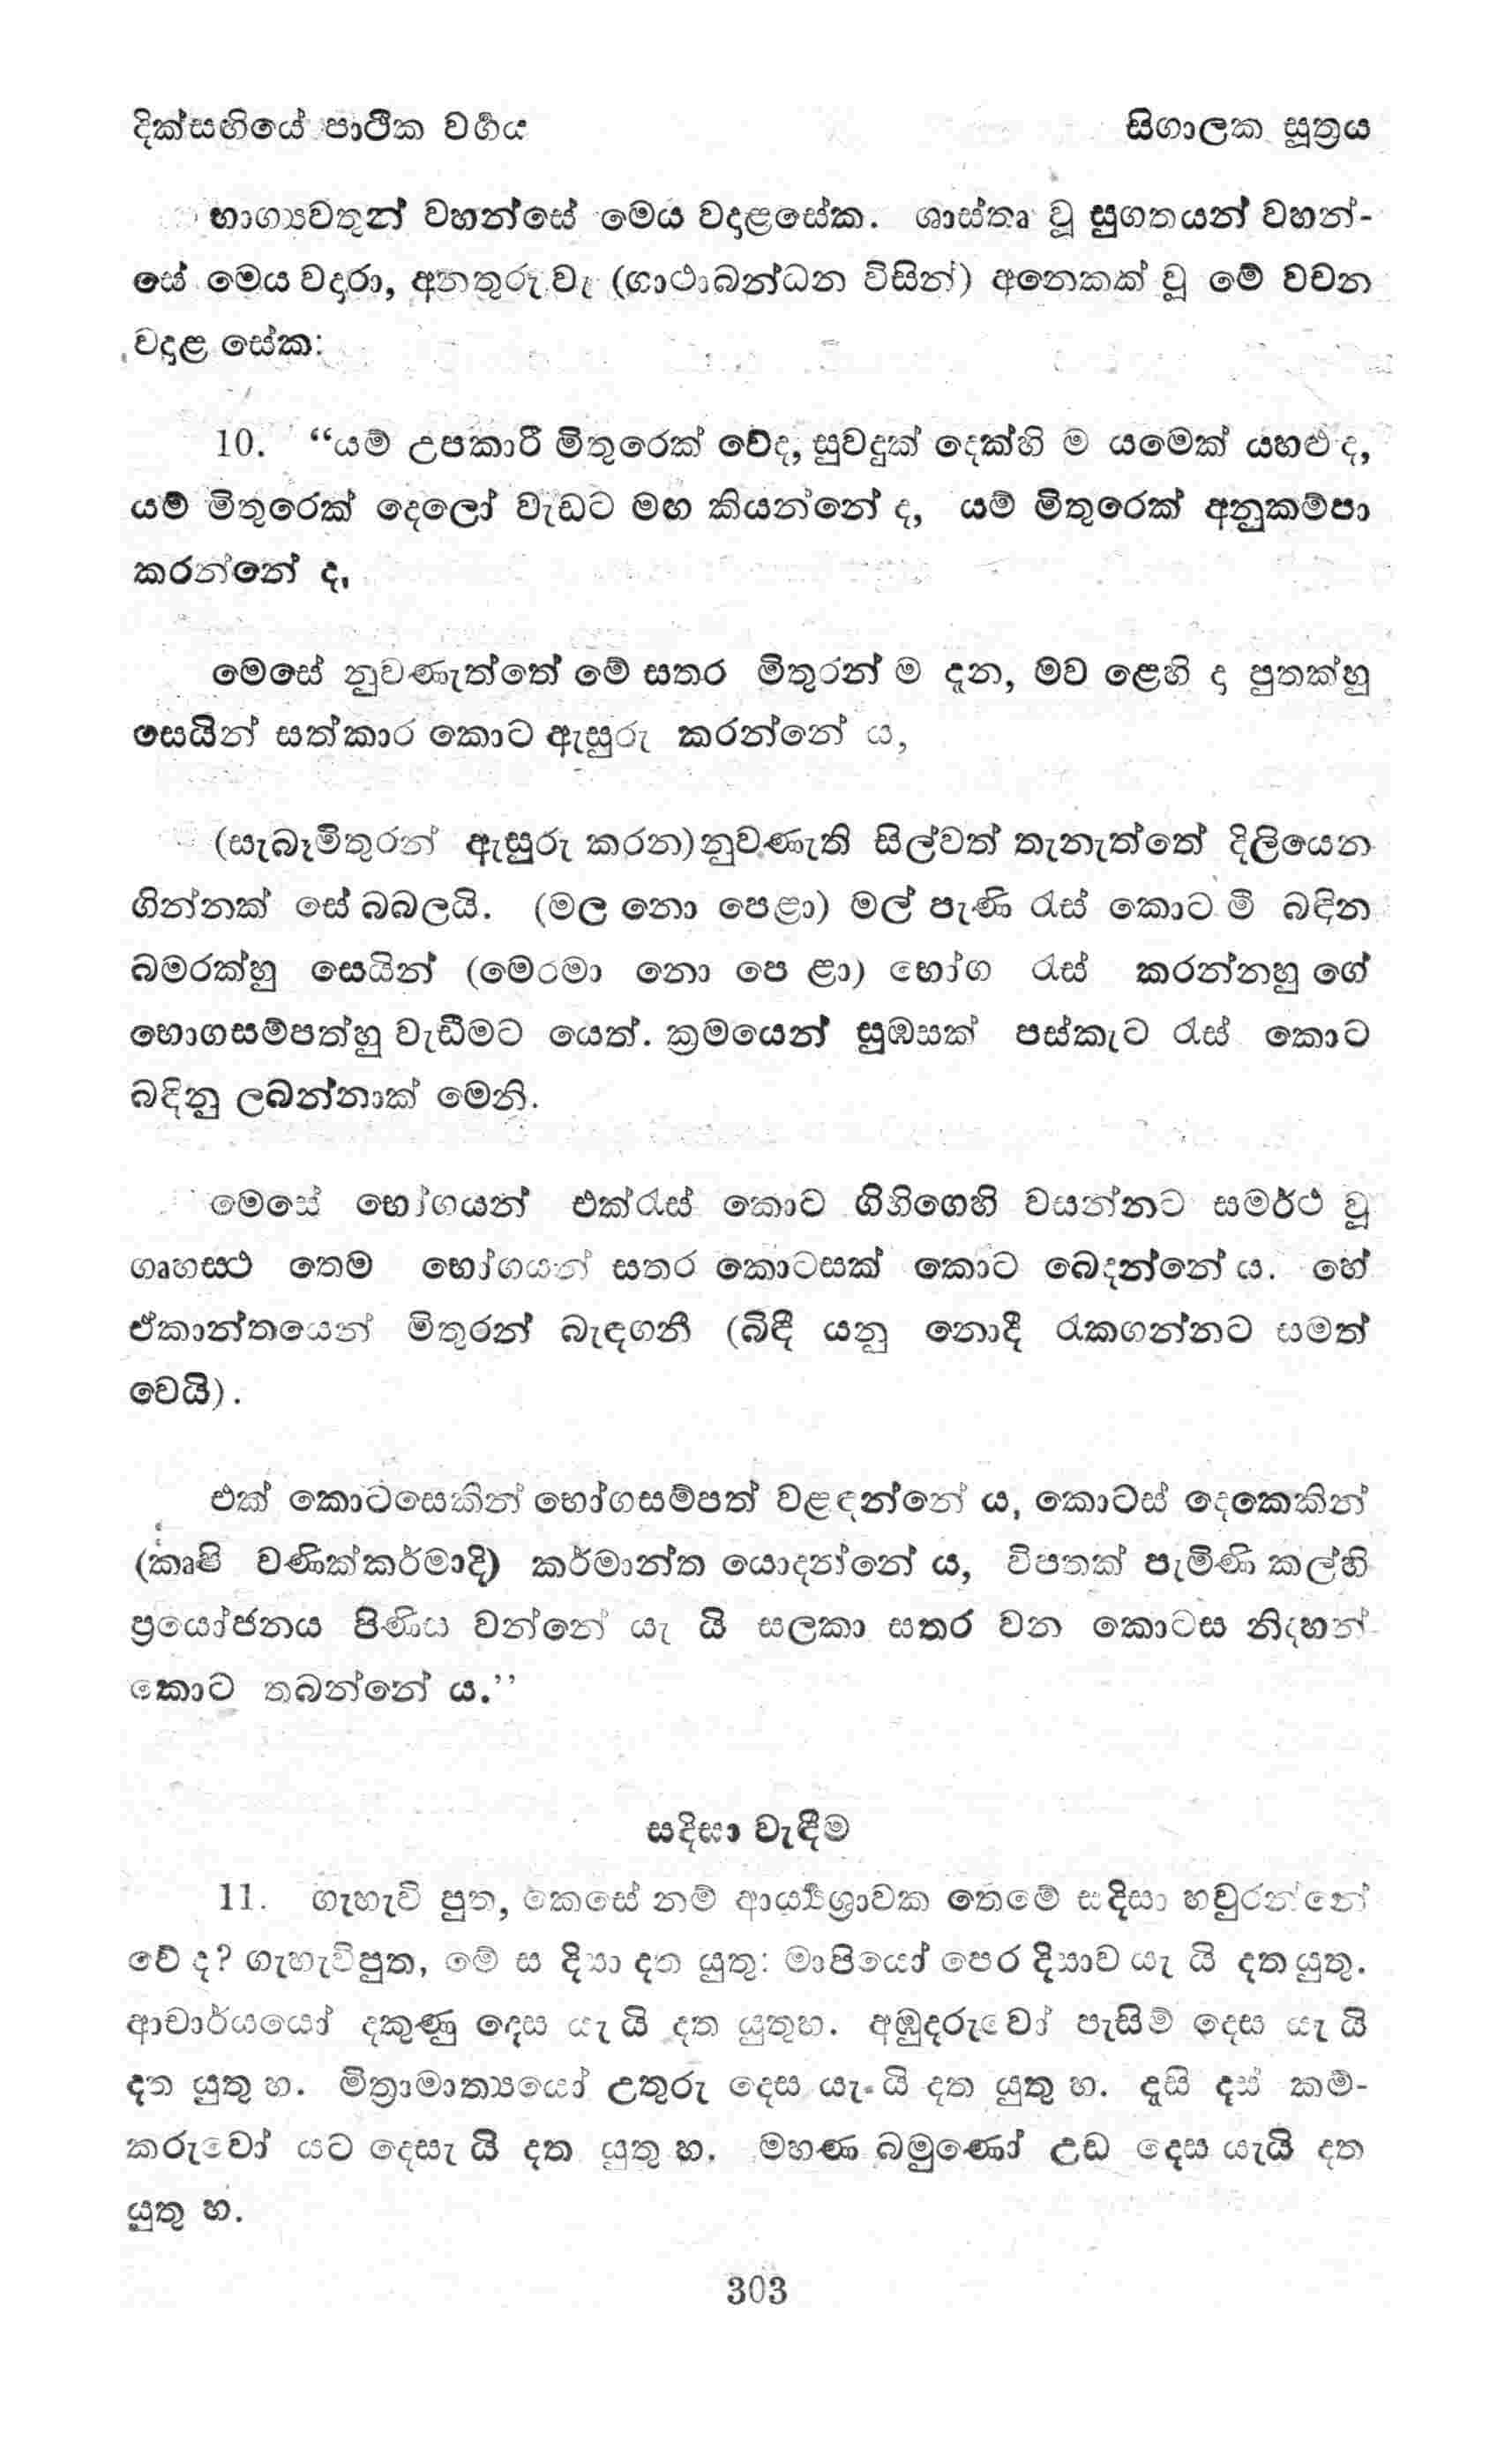 දික්සඟියේ පාථික වර්‍ගය සිගාලක සූත්‍රය
භාග්‍යවතුන් වහන්සේ මෙය වදාළසේක. ශාස්තෘ වූ සුගතයන් වහන්-
සේ මෙය වදාරා, අනතුරු වැ (ගාථාබන්ධන විසින්) අනෙකක් වූ මේ වචන
වදාළ සේක:
10. “යම් උපකාරී මිතුරෙක් වේද, සුවදුක් දෙක්හි ම යමෙක් යහළු ද,
යම් මිතුරෙක් දෙලෝ වැඩට මඟ කියන්නේ ද, යම් මිතුරෙක් අනුකම්පා
කරන්නේ ද,
මෙසේ නුවණැත්තේ මේ සතර මිතුරන් ම දැන, මව ළෙහි දා පුතක්හු
සෙයින් සත්කාර කොට ඇසුරු කරන්නේ ය,
(සැබෑමිතුරන් ඇසුරු කරන)නුවණැති සිල්වත් තැනැත්තේ දිලියෙන
ගින්නක් සේ බබලයි. (මල නො පෙළා) මල් පැණි රැස් කොට මී බඳින
බමරක්හු සෙයින් (මෙරමා නො පෙ ළා) භෝග රැස් කරන්නහු ගේ
භොගසම්පත්හු වැඩීමට යෙත්. ක්‍රමයෙන් සූඹසක් පස්කැට රැස් කොට
බඳිනු ලබන්නාක් මෙනි.
මෙසේ භෝගයන් එක්රැස් කොට ගිහිගෙහි වසන්නට සමර්ථ වූ
ගෘහස්ථ තෙම භෝගයන් සතර කොටසක් කොට බෙදන්නේ ය. හේ
ඒකාන්තයෙන් මිතුරන් බැඳගනී (බිඳී යනු නොදී රැකගන්නට සමත්
වෙයි).
එක් කොටසෙකින් භෝගසම්පත් වළඳන්නේ ය, කොටස් දෙකෙකින්
(කෘෂි වණික්කර්මාදි) කර්මාන්ත යොදන්නේ ය, විපතක් පැමිණි කල්හි
ප්‍රයෝජනය පිණිස වන්නේ යැ යි සලකා සතර වන කොටස නිදහන්
කොට තබන්නේ ය.”
සදිසා වැඳීම
11. ගැහැවි පුත, කෙසේ නම් ආර්‍ය්‍යශ්‍රාවක තෙමේ සදිසා හවුරන්නේ
වේ ද? ගැහැවිපුත, මේ ස දිසා දත යුතු: මාපියෝ පෙර දිසාව යැ යි දත යුතු.
ආචාර්යයෝ දකුණු දෙස යැ යි දත යුතුහ. අඹුදරුවෝ පැසිම් දෙස යැ යි
දත යුතු හ. මිත්‍රාමාත්‍යයෝ උතුරු දෙස යැ යි දත යුතු හ. දැසි දස් කම්-
කරුවෝ යට දෙසැ යි දත යුතු හ. මහණ බමුණෝ උඩ දෙස යැයි දත
යුතු හ.
303